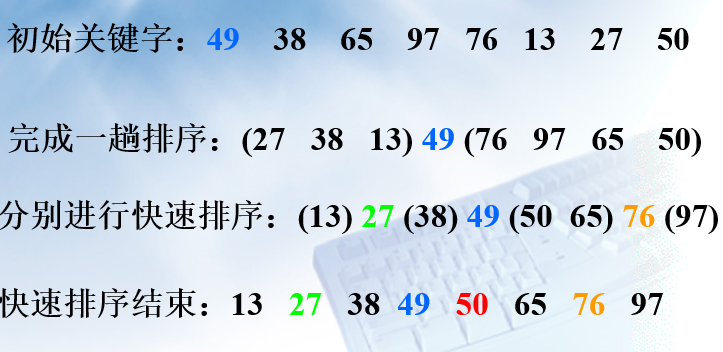 初始关键字：49 38 65 97 76 13 27 50
完成一趟排序：(27 38 13) 49 (76 97 65 50)
分别进行快速排序：(13) 27 (38) 49 (50 65) 76 (97)
快速排序结束：13 27 38 49 50 65 76 97